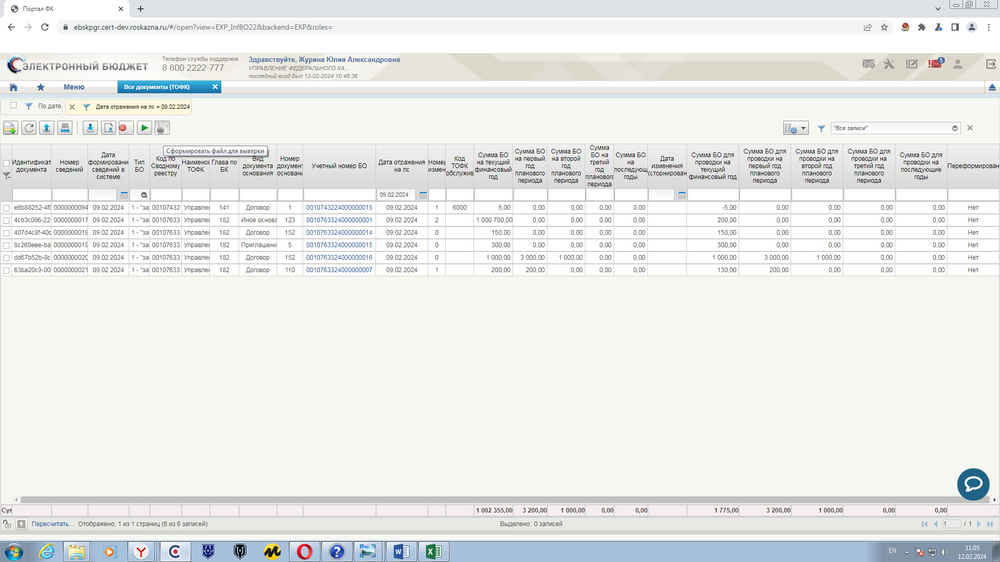 Портал ФК
ebskpgr.cert-dev.roskazna.ru/#/open?view=EXP_InfBO22&backend=EXP&roles=
ЭЛЕКТРОННЫЙ БЮДЖЕТ
Телефон службы поддержки
8 800 2222-777
Здравствуйте, Журина Юлия Александровна
УПРАВЛЕНИЕ ФЕДЕРАЛЬНОГО КА...
последний вход был 12-02-2024 10:48:36
5
Меню
Все документы (ТОФК)
По дате
Дата отражения на лс = 09.02.2024
"Все записи"
Сформировать файл для выверки
Идентификат документа
Номер сведений
Дата формировани сведений в системе
Тип БО
Код по Сводному реестру
Наименов ТОФК
Глава по БК
Вид документа основания
Номер документ основани
Учетный номер БО
Дата отражения на лс
Номер измен
Код ТОФК обслужив
Сумма БО на текущий финансовый год
Сумма БО на первый год планового периода
Сумма БО на второй год планового периода
Сумма БО на третий год планового периода
Сумма БО на последующ годы
Дата изменения (сторнирован
Сумма БО для проводки на текущий финансовый год
Сумма БО для проводки на первый год планового периода
Сумма БО для проводки на второй год планового периода
Сумма БО для проводки на третий год планового периода
Сумма БО для проводки на последующие годы
Переформирован
09.02.2024
e6b88252-4f0 0000000094 09.02.2024 1 - "за 00107432 Управлен 141 Договор 1 0010743224000000015 09.02.2024 1 6000 5,00 0,00 0,00 0,00 0,00 -5,00 0,00 0,00 0,00 0,00 Нет
4cb3c086-22 0000000017 09.02.2024 1 - "за 00107633 Управлен 182 Иное основа 123 0010763324000000001 09.02.2024 2 1 000 700,00 0,00 0,00 0,00 0,00 200,00 0,00 0,00 0,00 0,00 Нет
407d4c8f-40c 0000000018 09.02.2024 1 - "за 00107633 Управлен 182 Договор 152 0010763324000000014 09.02.2024 0 150,00 0,00 0,00 0,00 0,00 150,00 0,00 0,00 0,00 0,00 Нет
8c260eee-ba 0000000019 09.02.2024 1 - "за 00107633 Управлен 182 Приглашени 5 0010763324000000015 09.02.2024 0 300,00 0,00 0,00 0,00 0,00 300,00 0,00 0,00 0,00 0,00 Нет
dd67b52b-8c 0000000020 09.02.2024 1 - "за 00107633 Управлен 182 Договор 152 0010763324000000016 09.02.2024 0 1 000,00 3 000,00 1 000,00 0,00 0,00 1 000,00 3 000,00 1 000,00 0,00 0,00 Нет
63ba20c9-00 0000000021 09.02.2024 1 - "за 00107633 Управлен 182 Договор 110 0010763324000000007 09.02.2024 1 200,00 200,00 0,00 0,00 0,00 130,00 200,00 0,00 0,00 0,00 Нет
Сум 1 002 355,00 3 200,00 1 000,00 0,00 0,00 1 775,00 3 200,00 1 000,00 0,00 0,00
Пересчитать... Отображено: 1 из 1 страниц (6 из 6 записей) Выделено: 0 записей 1 / 1
EN
11:05
12.02.2024